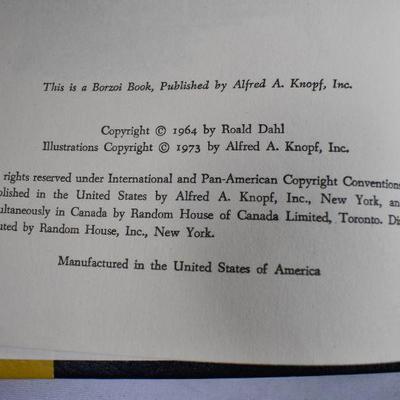 This is a Borzoi Book, Published by Alfred A. Knopf, Inc.
Copyright © 1964 by Roald Dahl
Illustrations Copyright © 1973 by Alfred A. Knopf, Inc.
rights reserved under International and Pan-American Copyright Conventions
blished in the United States by Alfred A. Knopf, Inc., New York, and
ultaneously in Canada by Random House of Canada Limited, Toronto. Di
uted by Random House, Inc., New York.
Manufactured in the United States of America